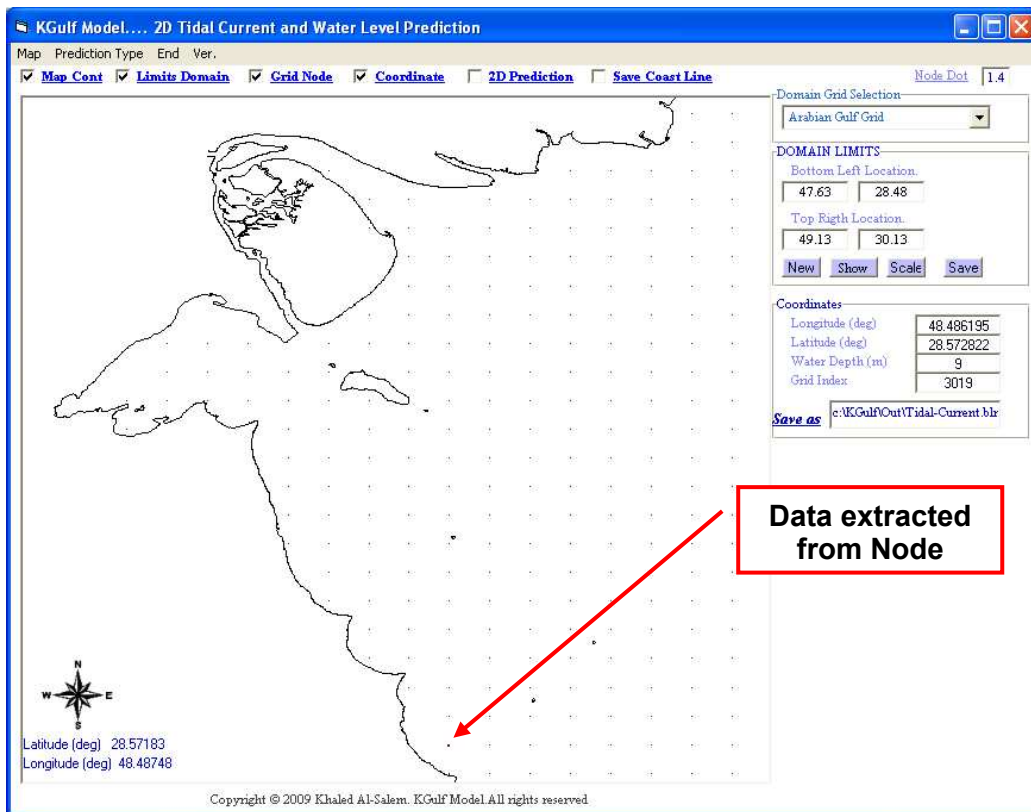 KGulf Model.... 2D Tidal Current and Water Level Prediction
Map Prediction Type End Ver.
Map Cont Limits Domain Grid Node Coordinate 2D Prediction Save Coast Line Node Dot 1.4
Domain Grid Selection
Arabian Gulf Grid
DOMAIN LIMITS
Bottom Left Location.
47.63 28.48
Top Rigth Location.
49.13 30.13
New Show Scale Save
Coordinates
Longitude (deg) 48.486195
Latitude (deg) 28.572822
Water Depth (m) 9
Grid Index 3019
Save as c:\KGulf\Out\Tidal-Current.blr
Data extracted
from Node
N
W E
S
Latitude (deg) 28.57183
Longitude (deg) 48.48748
Copyright © 2009 Khaled Al-Salem. KGulf Model.All rights reserved